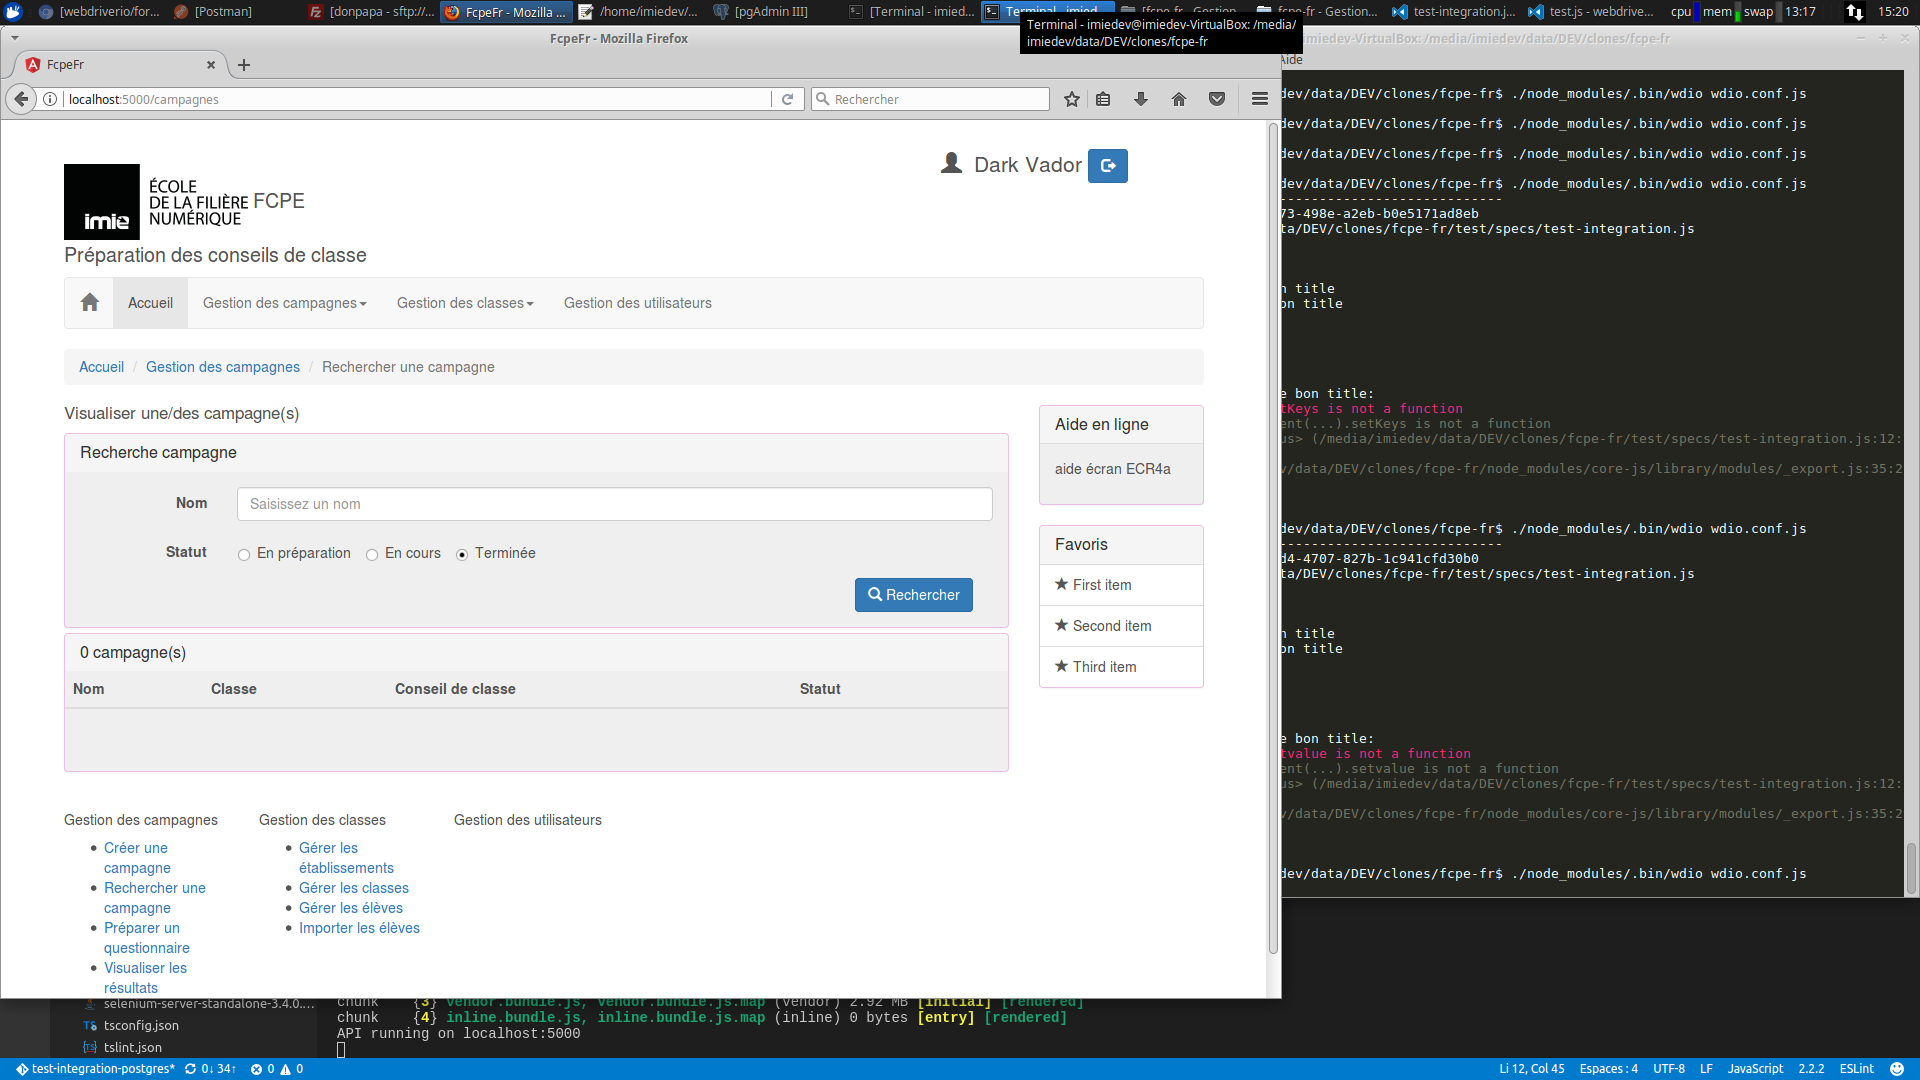 [webdriverio/for...
[Postman]
[donpapa - sftp://...
FcpeFr - Mozilla ...
/home/imiedev/...
[pgAdmin III]
[Terminal - imied...
test-integration.j...
test.js - webdrive...
cpu
mem
swap
13:17
15:20
Terminal - imiedev@imiedev-VirtualBox: /media/
imiedev/data/DEV/clones/fcpe-fr
FcpeFr - Mozilla Firefox
imiedev-VirtualBox: /media/imiedev/data/DEV/clones/fcpe-fr
Aide
FcpeFr
localhost:5000/campagnes
Rechercher
Dark Vador
imie
ÉCOLE
DE LA FILIÈRE
NUMÉRIQUE
FCPE
Préparation des conseils de classe
Accueil
Gestion des campagnes
Gestion des classes
Gestion des utilisateurs
Accueil / Gestion des campagnes / Rechercher une campagne
Visualiser une/des campagne(s)
Recherche campagne
Nom
Saisissez un nom
Statut
En préparation
En cours
Terminée
Rechercher
0 campagne(s)
Nom
Classe
Conseil de classe
Statut
Aide en ligne
aide écran ECR4a
Favoris
First item
Second item
Third item
Gestion des campagnes
Créer une
campagne
Rechercher une
campagne
Préparer un
questionnaire
Visualiser les
résultats
Gestion des classes
Gérer les
établissements
Gérer les classes
Gérer les élèves
Importer les élèves
Gestion des utilisateurs
dev/data/DEV/clones/fcpe-fr$ ./node_modules/.bin/wdio wdio.conf.js
dev/data/DEV/clones/fcpe-fr$ ./node_modules/.bin/wdio wdio.conf.js
dev/data/DEV/clones/fcpe-fr$ ./node_modules/.bin/wdio wdio.conf.js
dev/data/DEV/clones/fcpe-fr$ ./node_modules/.bin/wdio wdio.conf.js
----------------------------
73-498e-a2eb-b0e5171ad8eb
ta/DEV/clones/fcpe-fr/test/specs/test-integration.js
n title
on title
e bon title:
tKeys is not a function
ent(...).setKeys is not a function
us> (/media/imiedev/data/DEV/clones/fcpe-fr/test/specs/test-integration.js:12:
v/data/DEV/clones/fcpe-fr/node_modules/core-js/library/modules/_export.js:35:2
dev/data/DEV/clones/fcpe-fr$ ./node_modules/.bin/wdio wdio.conf.js
----------------------------
d4-4707-827b-1c941cfd30b0
ta/DEV/clones/fcpe-fr/test/specs/test-integration.js
n title
on title
e bon title:
tvalue is not a function
ent(...).setvalue is not a function
us> (/media/imiedev/data/DEV/clones/fcpe-fr/test/specs/test-integration.js:12:
v/data/DEV/clones/fcpe-fr/node_modules/core-js/library/modules/_export.js:35:2
dev/data/DEV/clones/fcpe-fr$ ./node_modules/.bin/wdio wdio.conf.js
selenium-server-standalone-3.4.0....
tsconfig.json
tslint.json
chunk {3} vendor.bundle.js, vendor.bundle.js.map (vendor) 2.92 MB [initial] [rendered]
chunk {4} inline.bundle.js, inline.bundle.js.map (inline) 0 bytes [entry] [rendered]
API running on localhost:5000
test-integration-postgres*
0↓ 34↑
0
0
Li 12, Col 45
Espaces : 4
UTF-8
LF
JavaScript
2.2.2
ESLint